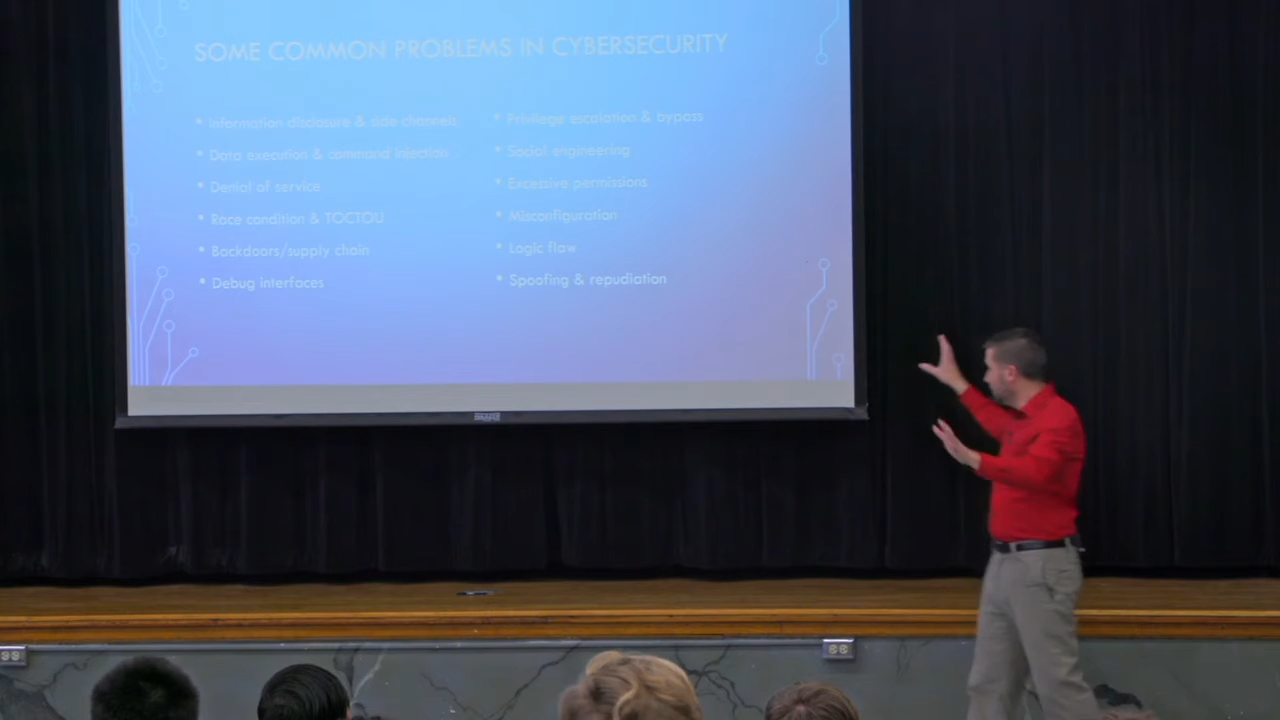 SOME COMMON PROBLEMS IN CYBERSECURITY
* Information disclosure & side channels
* Data execution & command injection
* Denial of service
* Race condition & TOCTOU
* Backdoors/supply chain
* Debug interfaces
* Privilege escalation & bypass
* Social engineering
* Excessive permissions
* Misconfiguration
* Logic flaw
* Spoofing & repudiation